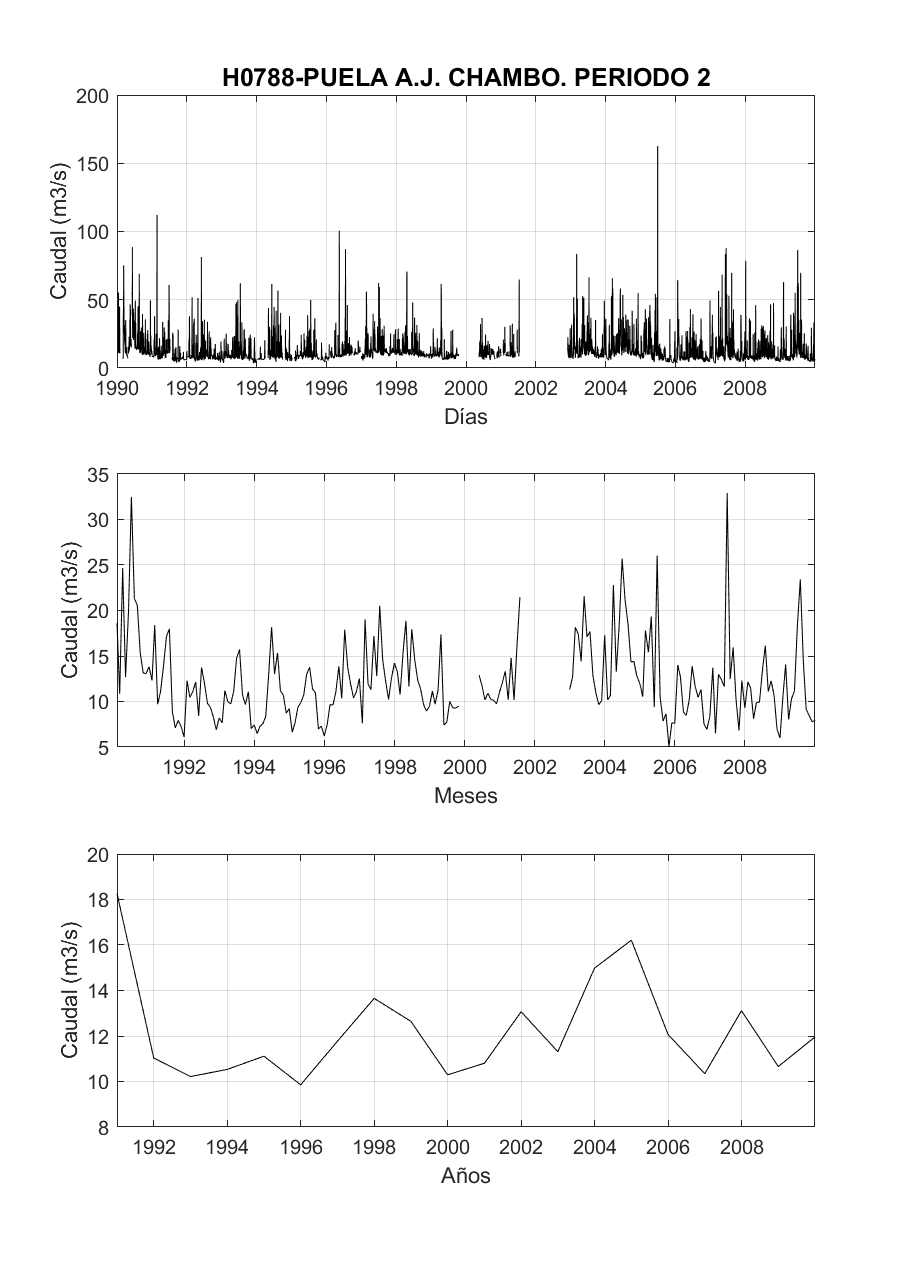 H0788-PUELA A.J. CHAMBO. PERIODO 2
200
150
100
50
0
Caudal (m3/s)
1990 1992 1994 1996 1998 2000 2002 2004 2006 2008
Días
35
30
25
20
15
10
5
Caudal (m3/s)
1992 1994 1996 1998 2000 2002 2004 2006 2008
Meses
20
18
16
14
12
10
8
Caudal (m3/s)
1992 1994 1996 1998 2000 2002 2004 2006 2008
Años